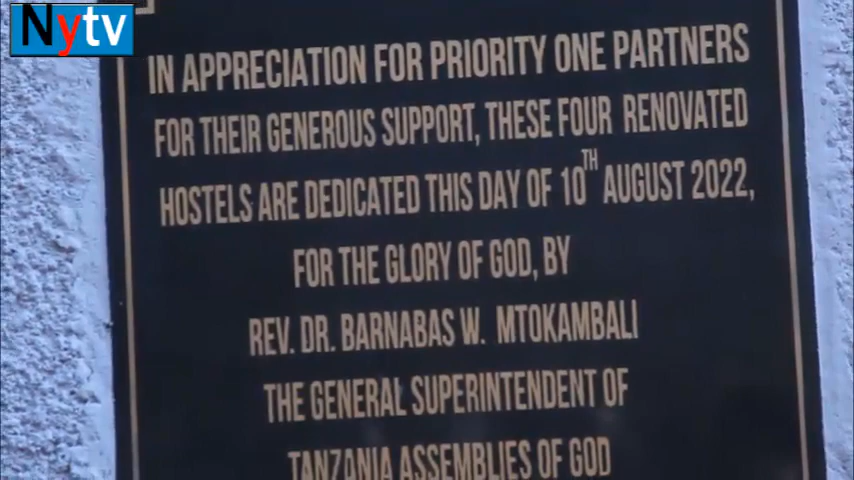 Nytv
IN APPRECIATION FOR PRIORITY ONE PARTNERS
FOR THEIR GENEROUS SUPPORT, THESE FOUR RENOVATED
HOSTELS ARE DEDICATED THIS DAY OF 10TH AUGUST 2022,
FOR THE GLORY OF GOD, BY
REV. DR. BARNABAS W. MTOKAMBALI
THE GENERAL SUPERINTENDENT OF
TANZANIA ASSEMBLIES OF GOD